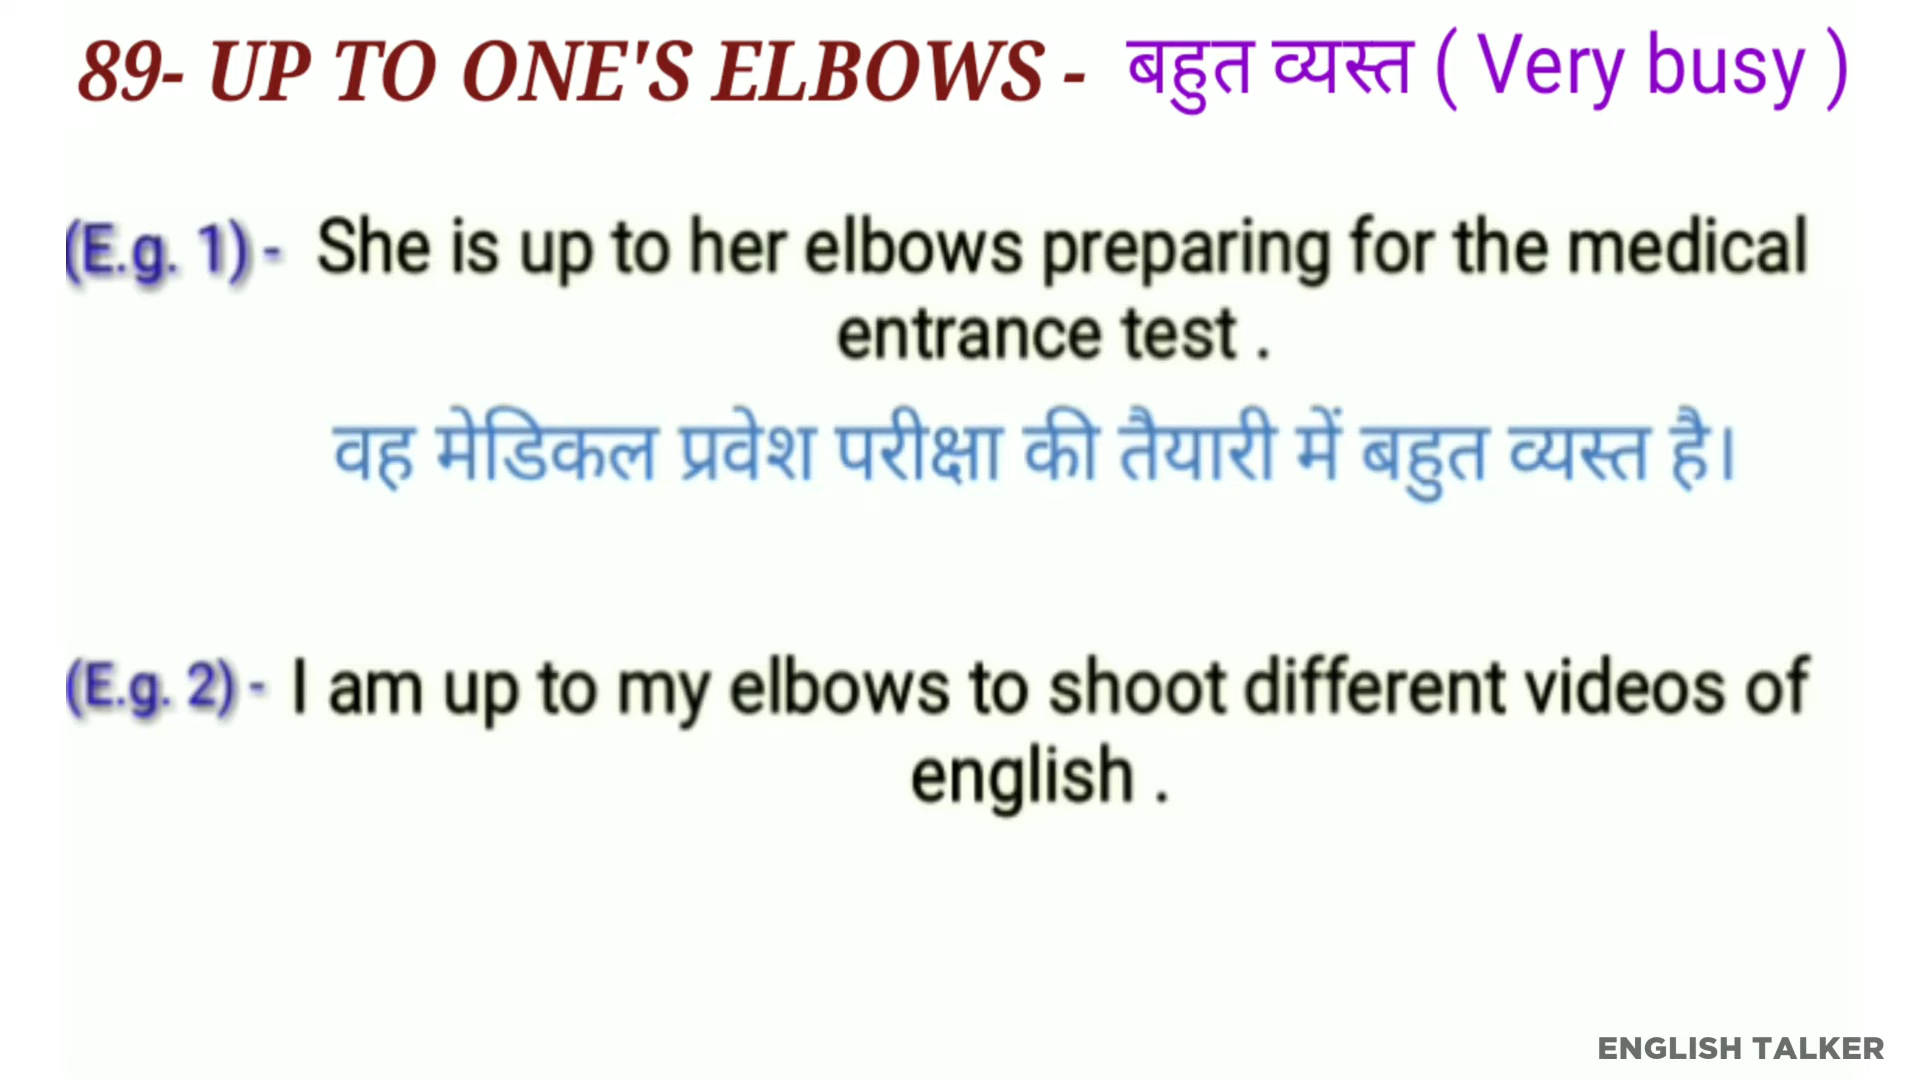 89- UP TO ONE'S ELBOWS - बहुत व्यस्त ( Very busy )
(E.g. 1) - She is up to her elbows preparing for the medical
entrance test .
वह मेडिकल प्रवेश परीक्षा की तैयारी में बहुत व्यस्त है।
(E.g. 2) - I am up to my elbows to shoot different videos of
english .
ENGLISH TALKER